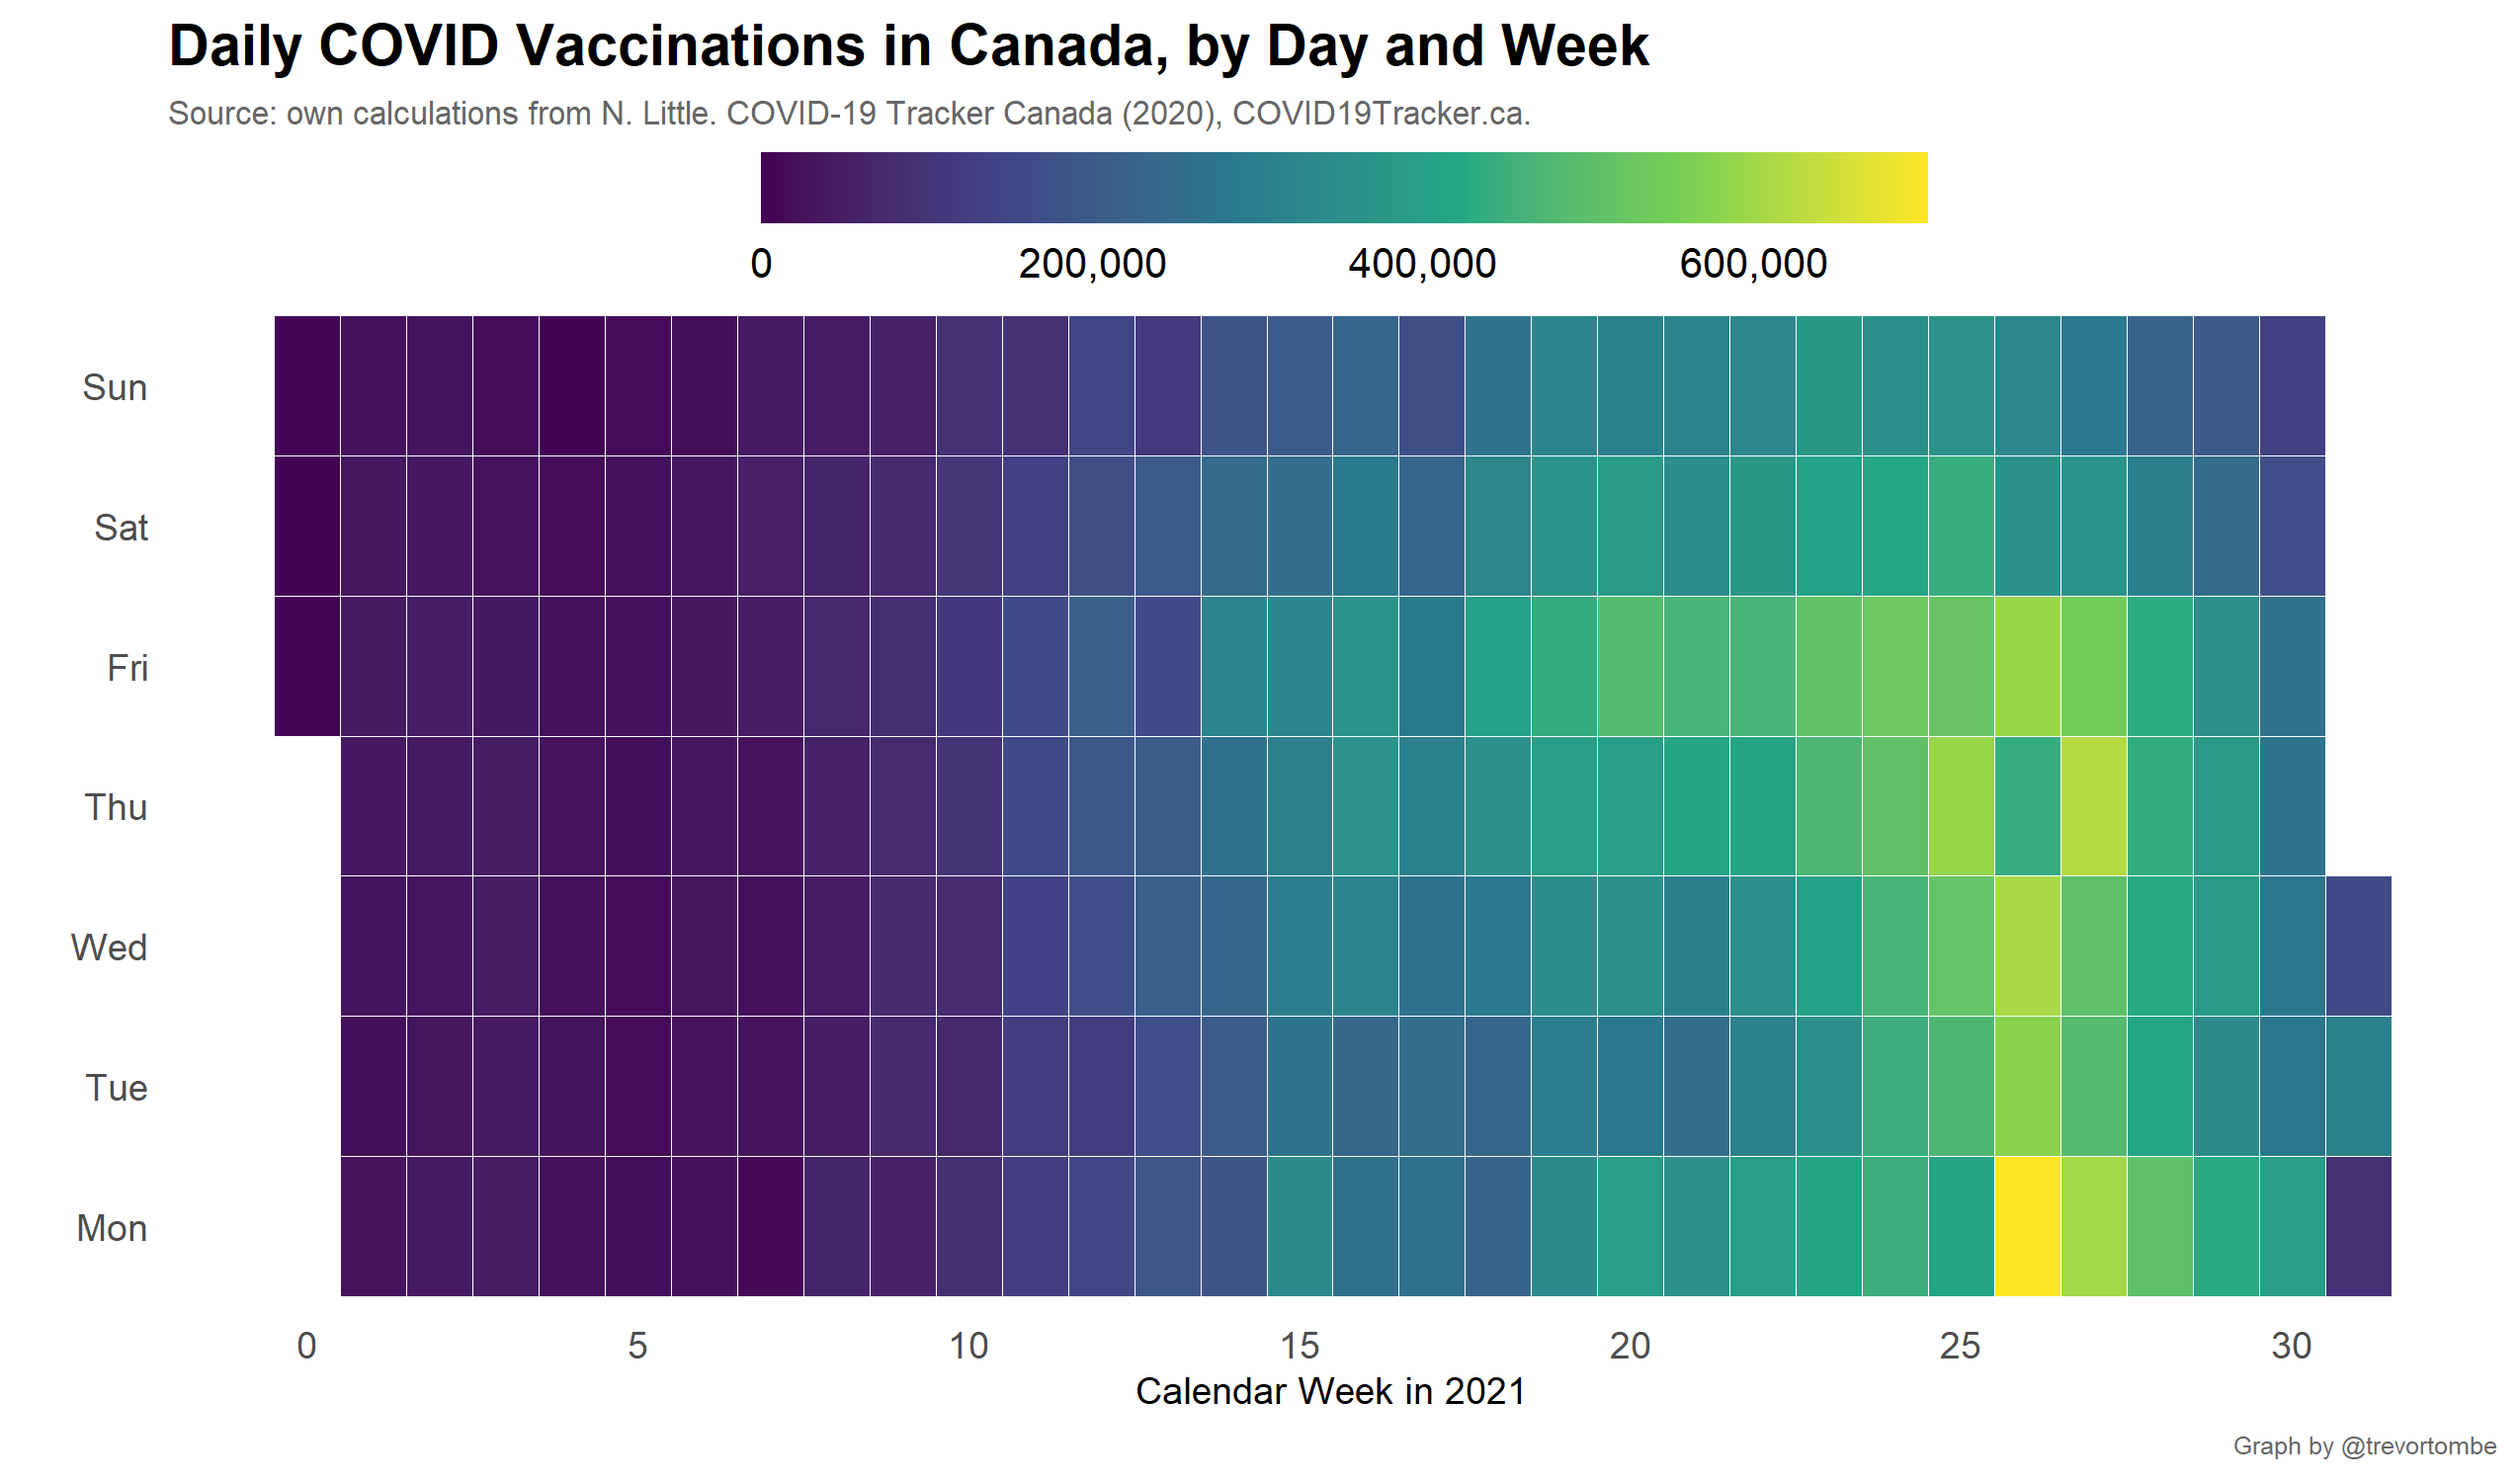 Daily COVID Vaccinations in Canada, by Day and Week
Source: own calculations from N. Little. COVID-19 Tracker Canada (2020), COVID19Tracker.ca.
0 200,000 400,000 600,000
Sun
Sat
Fri
Thu
Wed
Tue
Mon
0 5 10 15 20 25 30
Calendar Week in 2021
Graph by @trevortombe